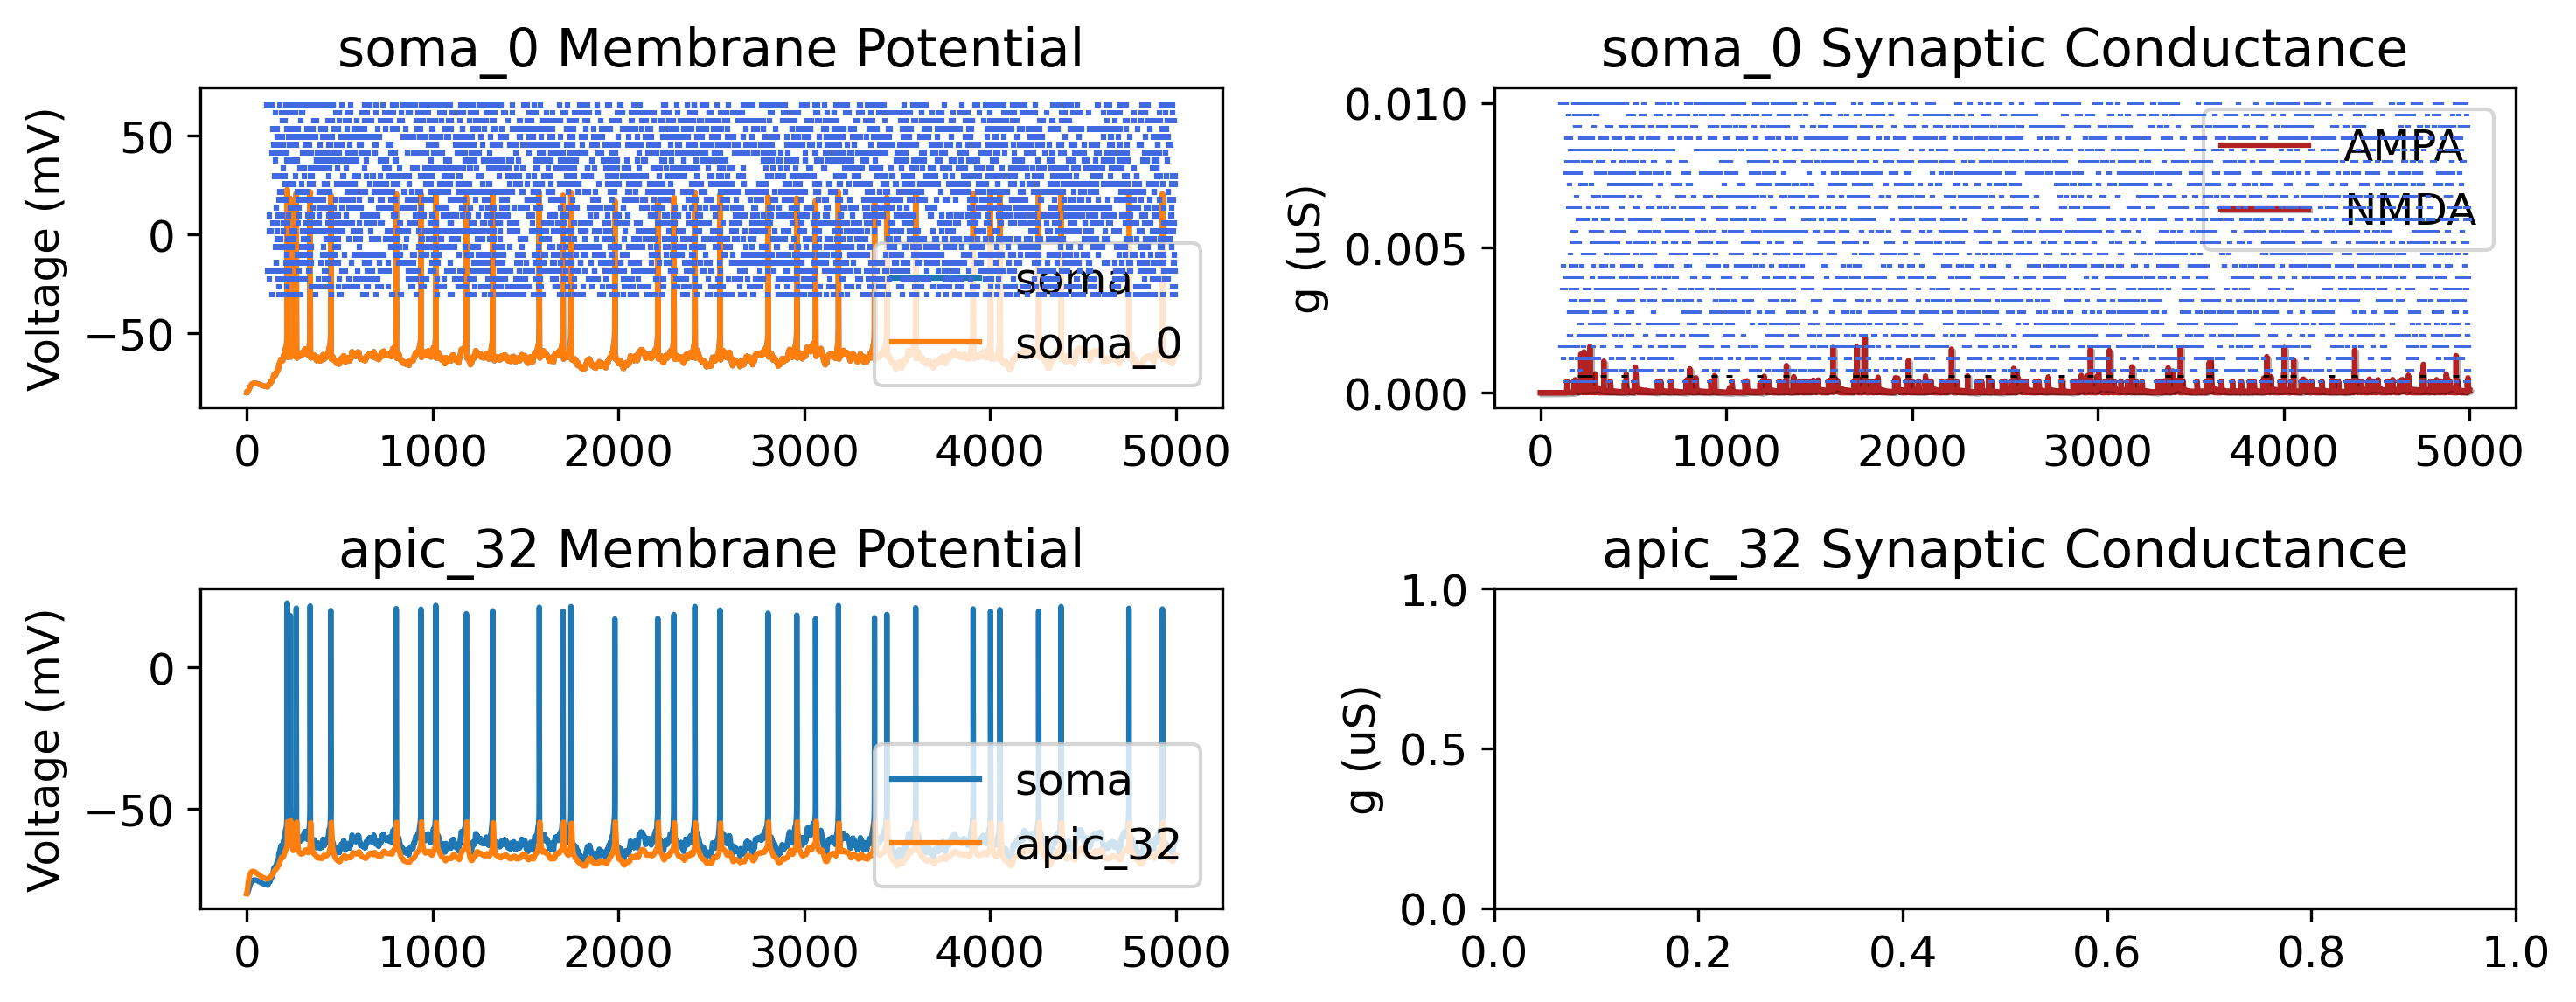 soma_0 Membrane Potential
Voltage (mV)
50
0
−50
soma
soma_0
0 1000 2000 3000 4000 5000
soma_0 Synaptic Conductance
g (uS)
0.010
0.005
0.000
AMPA
NMDA
0 1000 2000 3000 4000 5000
apic_32 Membrane Potential
Voltage (mV)
0
−50
soma
apic_32
0 1000 2000 3000 4000 5000
apic_32 Synaptic Conductance
g (uS)
1.0
0.5
0.0
0.0 0.2 0.4 0.6 0.8 1.0